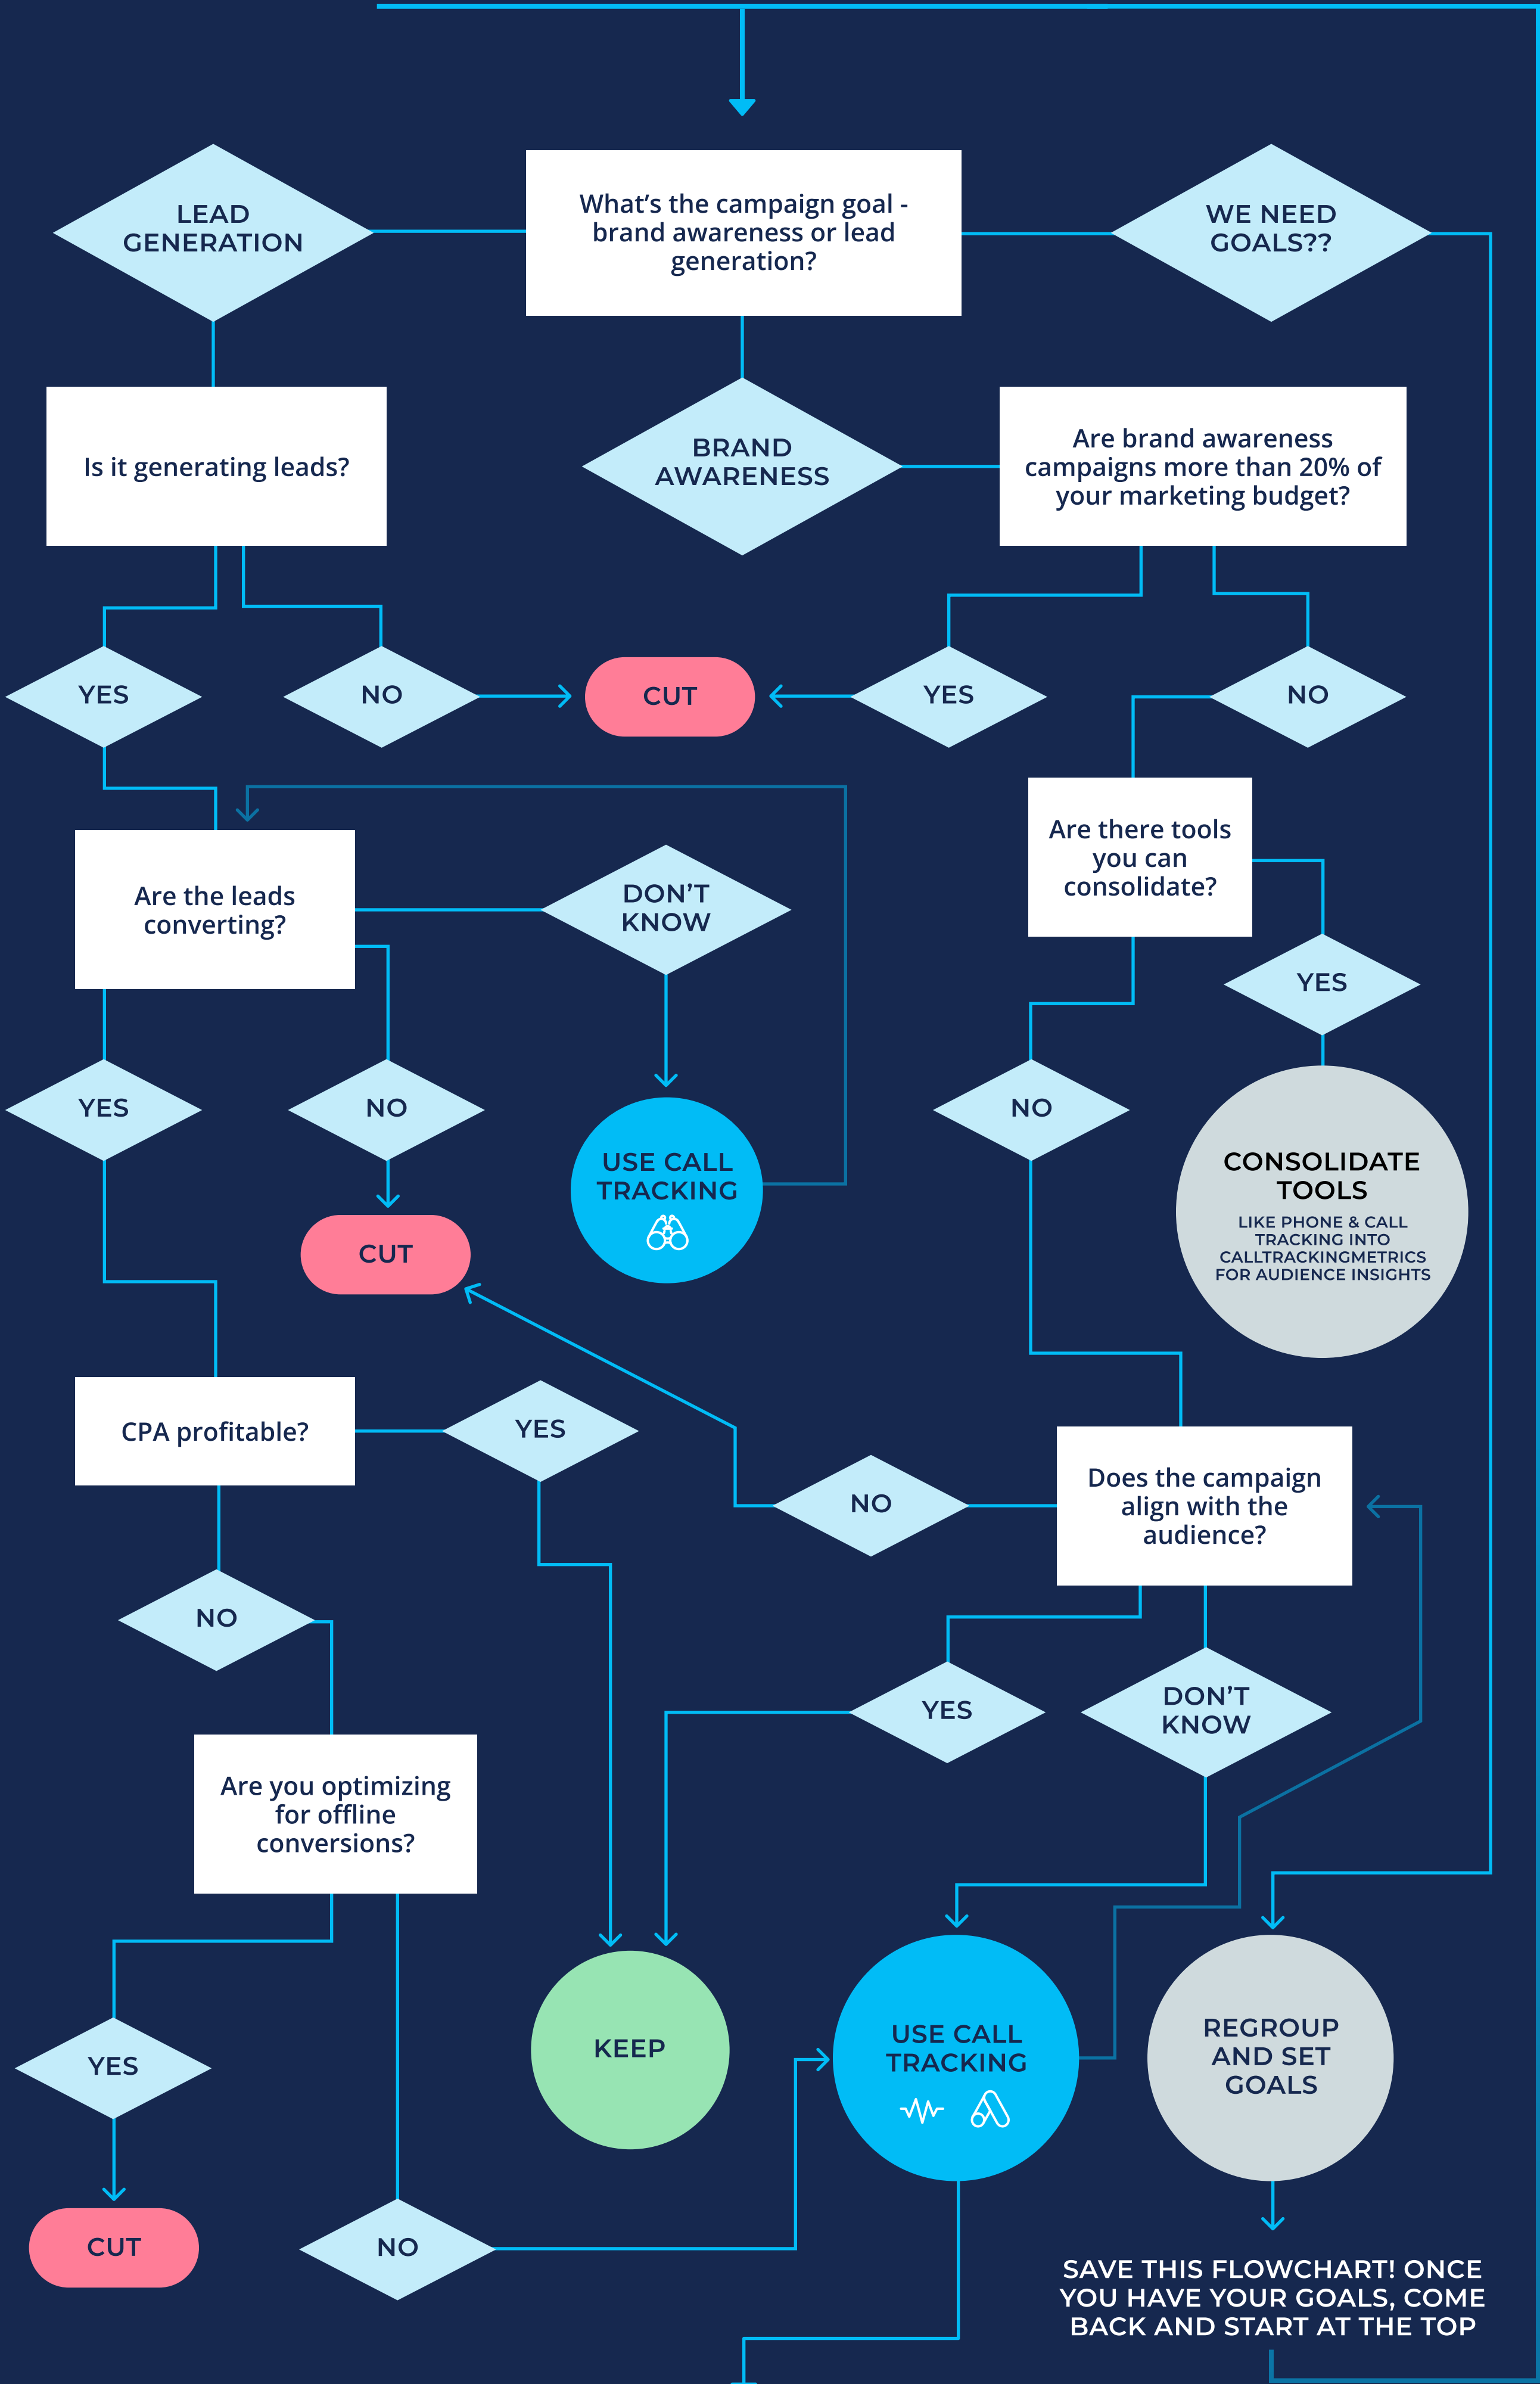 LEAD
GENERATION
What's the campaign goal -
brand awareness or lead
generation?
WE NEED
GOALS??
Is it generating leads?
BRAND
AWARENESS
Are brand awareness
campaigns more than 20% of
your marketing budget?
YES
NO
CUT
YES
NO
Are the leads
converting?
DON'T
KNOW
Are there tools
you can
consolidate?
YES
YES
NO
NO
USE CALL
TRACKING
CONSOLIDATE
TOOLS
LIKE PHONE & CALL
TRACKING INTO
CALLTRACKINGMETRICS
FOR AUDIENCE INSIGHTS
CUT
CPA profitable?
YES
NO
Does the campaign
align with the
audience?
NO
YES
DON'T
KNOW
Are you optimizing
for offline
conversions?
YES
KEEP
USE CALL
TRACKING
REGROUP
AND SET
GOALS
CUT
NO
SAVE THIS FLOWCHART! ONCE
YOU HAVE YOUR GOALS, COME
BACK AND START AT THE TOP